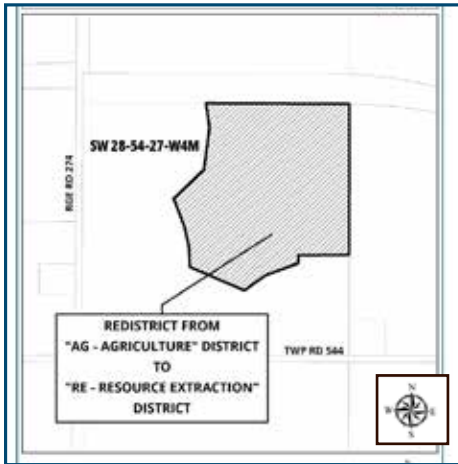 SW 28-54-27-W4M
RGE RD 274
REDISTRICT FROM
"AG - AGRICULTURE" DISTRICT
TO
"RE - RESOURCE EXTRACTION"
DISTRICT
TWP RD 544
N
W E
S